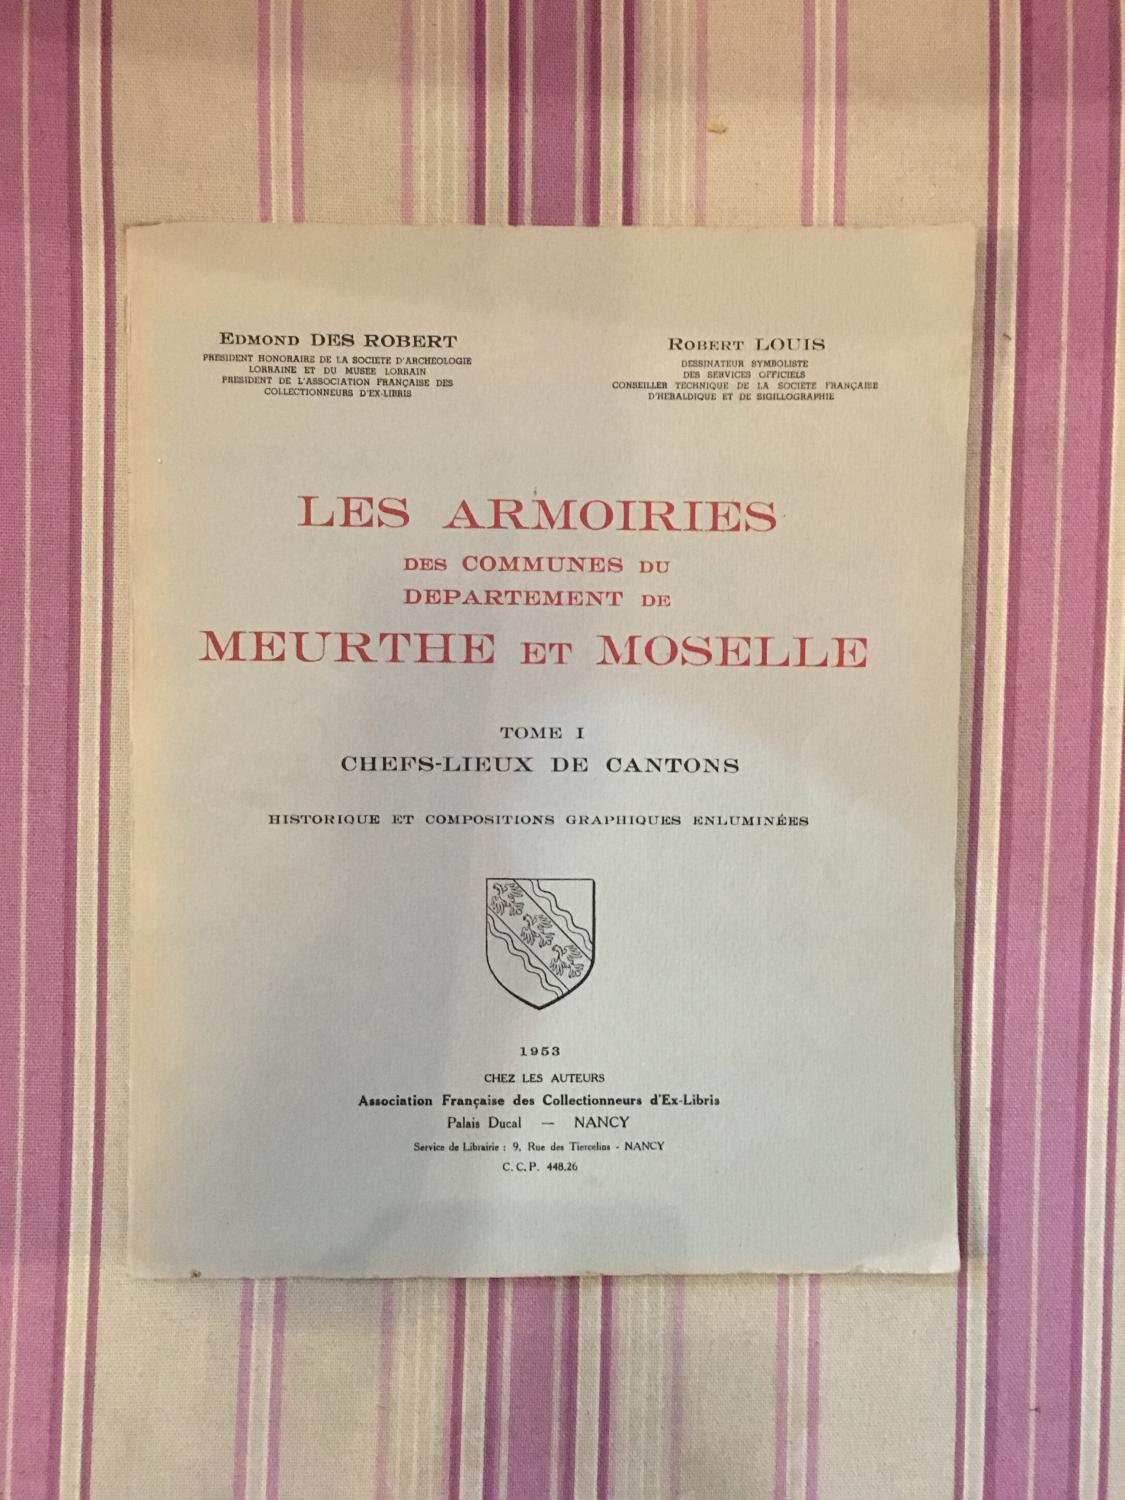 EDMOND DES ROBERT
PRESIDENT HONORAIRE DE LA SOCIETE D'ARCHEOLOGIE
LORRAINE ET DU MUSEE LORRAIN
PRESIDENT DE L'ASSOCIATION FRANÇAISE DES
COLLECTIONNEURS D'EX-LIBRIS
ROBERT LOUIS
DESSINATEUR SYMBOLISTE
DES SERVICES OFFICIELS
CONSEILLER TECHNIQUE DE LA SOCIETE FRANÇAISE
D'HERALDIQUE ET DE SIGILLOGRAPHIE
LES ARMOIRIES
DES COMMUNES DU
DEPARTEMENT DE
MEURTHE ET MOSELLE
TOME I
CHEFS-LIEUX DE CANTONS
HISTORIQUE ET COMPOSITIONS GRAPHIQUES ENLUMINÉES
1953
CHEZ LES AUTEURS
Association Française des Collectionneurs d'Ex-Libris
Palais Ducal — NANCY
Service de Librairie : 9, Rue des Tiercelins - NANCY
C.C.P. 448.26